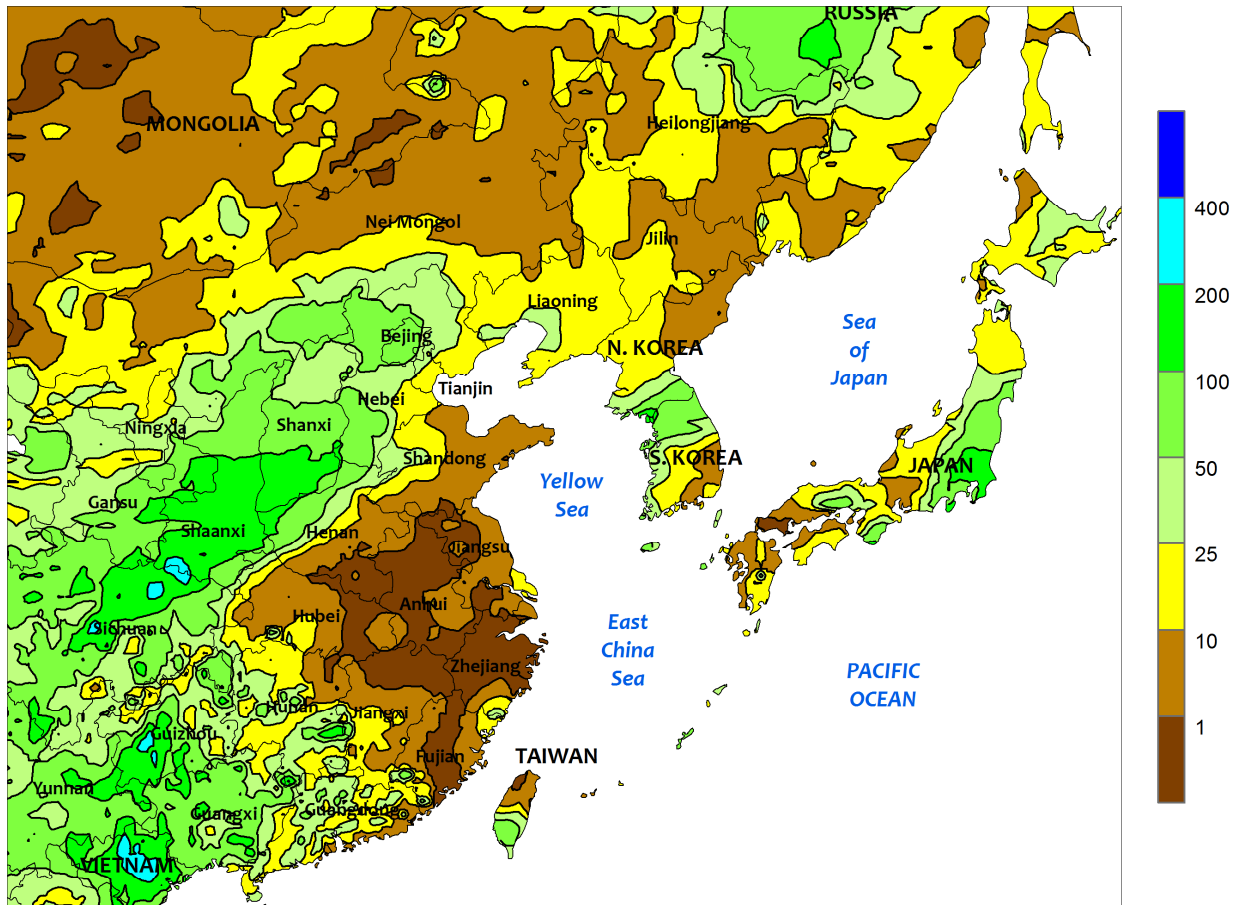 RUSSIA
MONGOLIA
Heilongjiang
Nei Mongol
Jilin
Liaoning
Bejing
N. KOREA
Sea
of
Japan
Tianjin
Hebei
Ningxia
Shanxi
Shandong
S. KOREA
JAPAN
Gansu
Yellow
Sea
Shaanxi
Henan
Jiangsu
Anhui
Hubei
Sichuan
East
China
Sea
Zhejiang
PACIFIC
OCEAN
Hunan
Jiangxi
Guizhou
Fujian
TAIWAN
Yunnan
Guangxi
Guangdong
VIETNAM
400
200
100
50
25
10
1